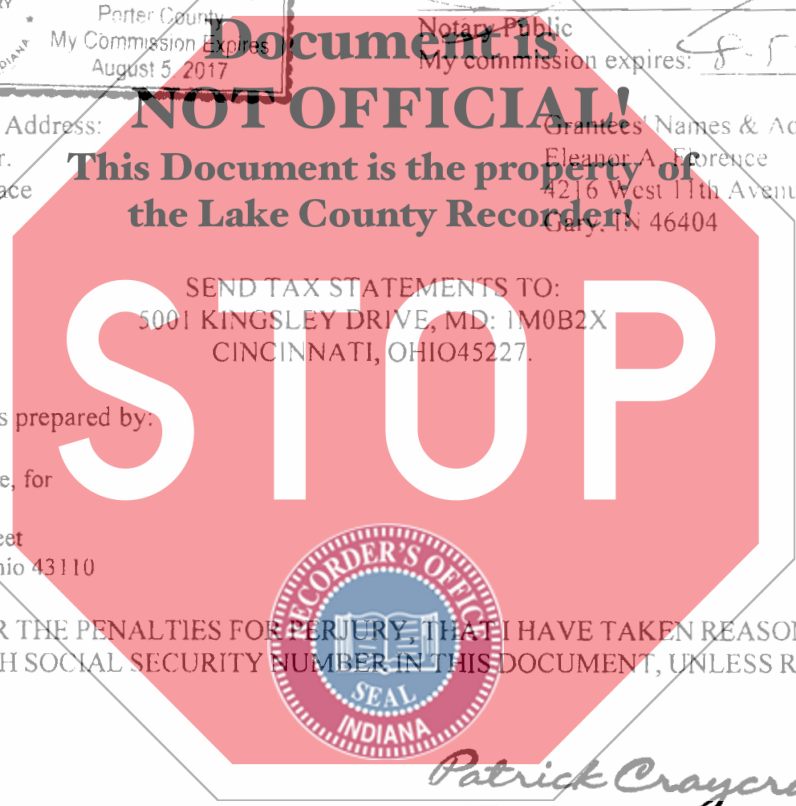 Porter County
My Commission Expires
August 5, 2017
Notary Public
My commission expires: 8-5
Document is
NOT OFFICIAL!
This Document is the property of
the Lake County Recorder!
Address:
Grantees' Names & Ad
r.
Eleanor A. Florence
ace
4216 West 11th Avenu
Gary, IN 46404
SEND TAX STATEMENTS TO:
5001 KINGSLEY DRIVE, MD: 1M0B2X
CINCINNATI, OHIO45227.
STOP
s prepared by:
e, for
eet
hio 43110
RECORDER'S OFFICE
SEAL
INDIANA
R THE PENALTIES FOR PERJURY, THAT I HAVE TAKEN REASON
H SOCIAL SECURITY NUMBER IN THIS DOCUMENT, UNLESS R
Patrick Craycra